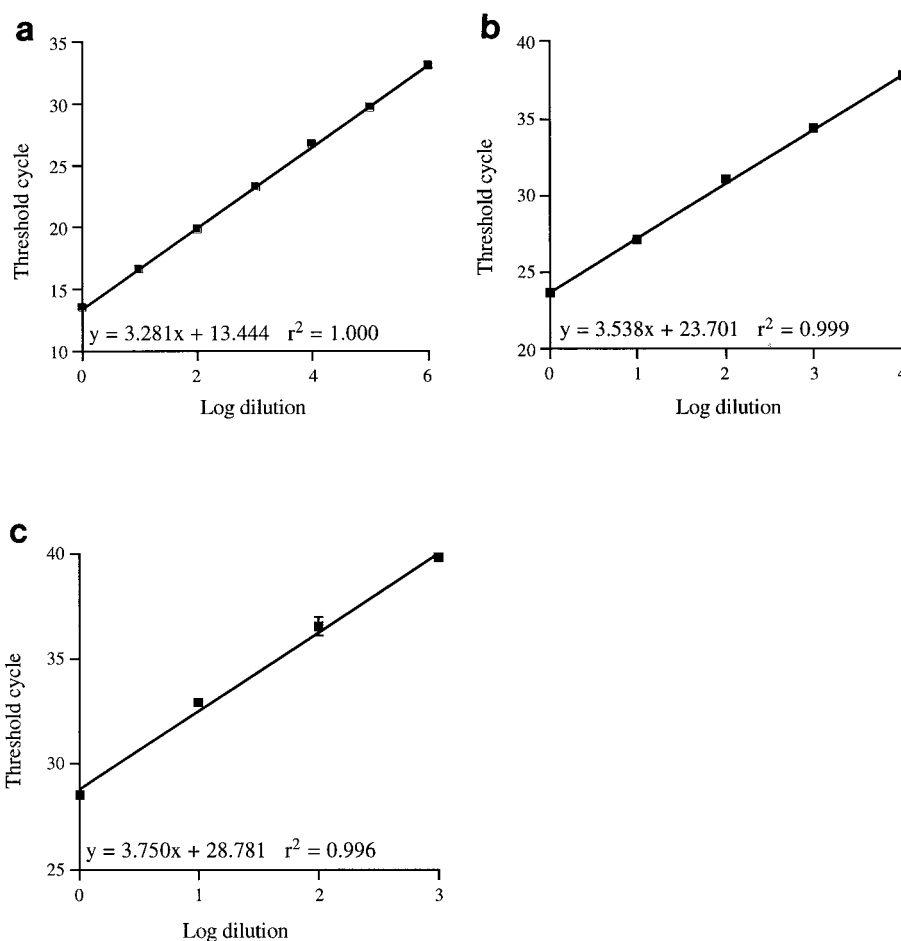 a
35
30
25
20
15
10
Threshold cycle
y = 3.281x + 13.444 r² = 1.000
0 2 4 6
Log dilution
b
40
35
30
25
20
Threshold cycle
y = 3.538x + 23.701 r² = 0.999
0 1 2 3 4
Log dilution
c
40
35
30
25
Threshold cycle
y = 3.750x + 28.781 r² = 0.996
0 1 2 3
Log dilution